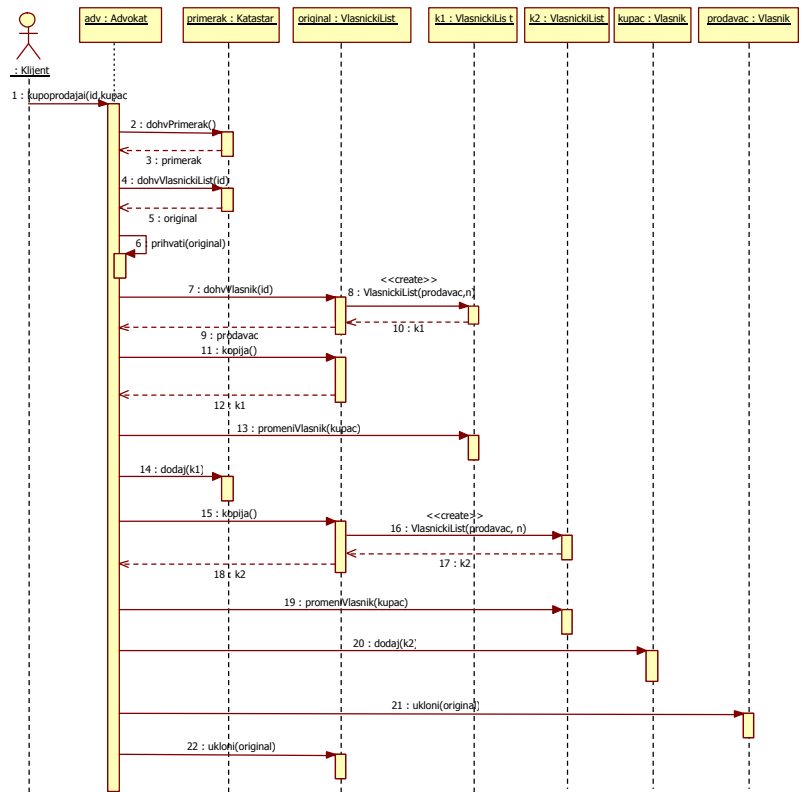 adv : Advokat
primerak : Katastar
original : VlasnickiList
k1 : VlasnickiLis t
k2 : VlasnickiList
kupac : Vlasnik
prodavac : Vlasnik
: Klijent
1 : kupoprodajai(id,kupac
2 : dohvPrimerak()
3 : primerak
4 : dohvVlasnickiList(id)
5 : original
6 : prihvati(original)
7 : dohvVlasnik(id)
<<create>>
8 : VlasnickiList(prodavac,n)
9 : prodavac
10 : k1
11 : kopija()
12 : k1
13 : promeniVlasnik(kupac)
14 : dodaj(k1)
15 : kopija()
<<create>>
16 : VlasnickiList(prodavac, n)
17 : k2
18 : k2
19 : promeniVlasnik(kupac)
20 : dodaj(k2)
21 : ukloni(original)
22 : ukloni(original)